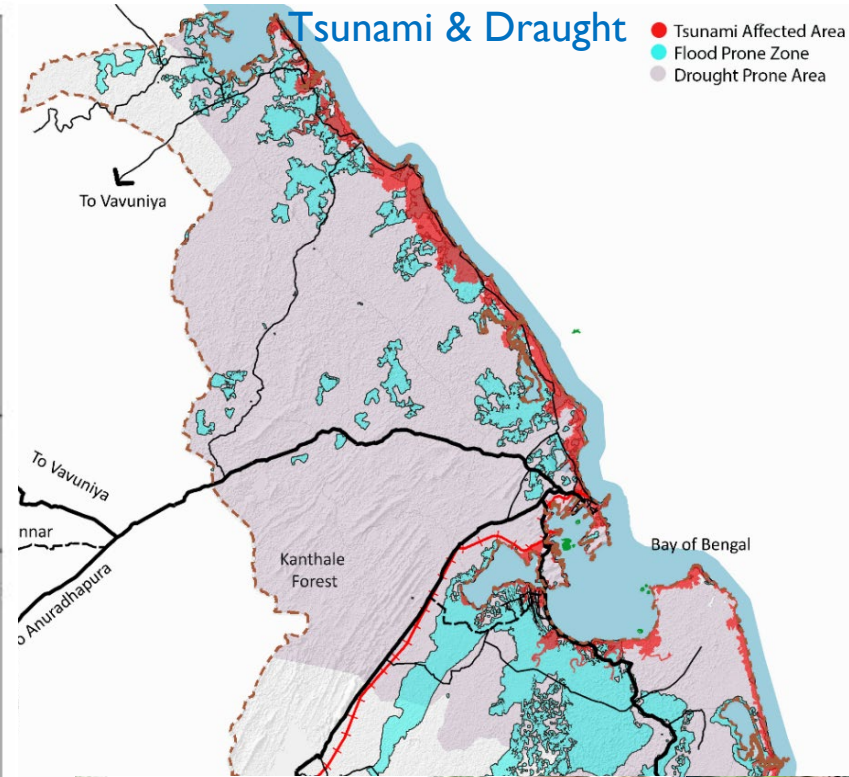 Tsunami & Draught
Tsunami Affected Area
Flood Prone Zone
Drought Prone Area
To Vavuniya
To Vavuniya
nnar
o Anuradhapura
Kanthale
Forest
Bay of Bengal